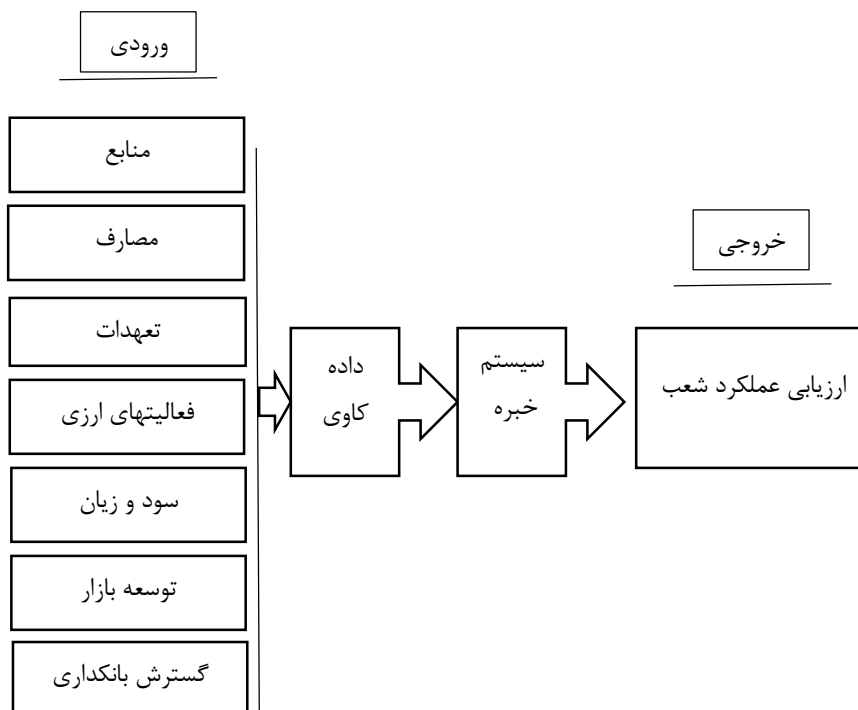 ورودی
منابع
مصارف
تعهدات
فعالیتهای ارزی
سود و زیان
توسعه بازار
گسترش بانکداری
داده
کاوی
سیستم
خبره
خروجی
ارزیابی عملکرد شعب